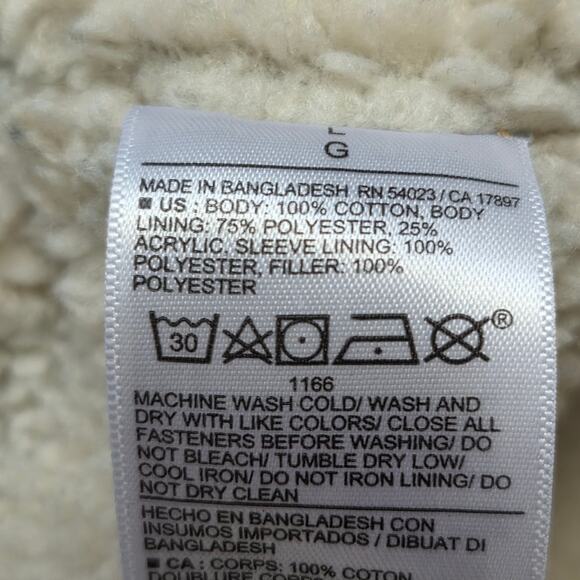 L
G
MADE IN BANGLADESH RN 54023 / CA 17897
■ US : BODY: 100% COTTON, BODY
LINING: 75% POLYESTER, 25%
ACRYLIC, SLEEVE LINING: 100%
POLYESTER, FILLER: 100%
POLYESTER
30 ®
1166
MACHINE WASH COLD/ WASH AND
DRY WITH LIKE COLORS/ CLOSE ALL
FASTENERS BEFORE WASHING/ DO
NOT BLEACH/ TUMBLE DRY LOW/
COOL IRON/ DO NOT IRON LINING/ DO
NOT DRY CLEAN
HECHO EN BANGLADESH CON
INSUMOS IMPORTADOS / DIBUAT DI
BANGLADESH
■ CA : CORPS: 100% COTON,
DOUBLURE CORPS